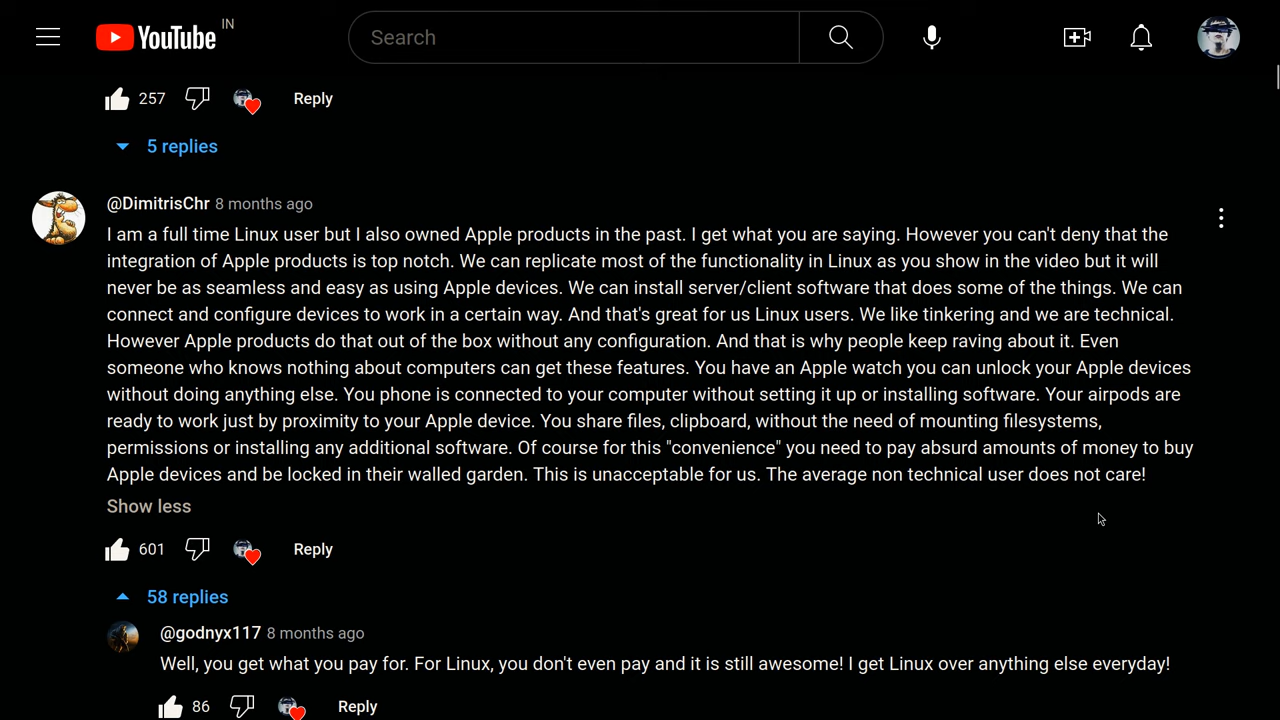 YouTube IN
Search
257 Reply
5 replies
@DimitrisChr 8 months ago
I am a full time Linux user but I also owned Apple products in the past. I get what you are saying. However you can't deny that the
integration of Apple products is top notch. We can replicate most of the functionality in Linux as you show in the video but it will
never be as seamless and easy as using Apple devices. We can install server/client software that does some of the things. We can
connect and configure devices to work in a certain way. And that's great for us Linux users. We like tinkering and we are technical.
However Apple products do that out of the box without any configuration. And that is why people keep raving about it. Even
someone who knows nothing about computers can get these features. You have an Apple watch you can unlock your Apple devices
without doing anything else. You phone is connected to your computer without setting it up or installing software. Your airpods are
ready to work just by proximity to your Apple device. You share files, clipboard, without the need of mounting filesystems,
permissions or installing any additional software. Of course for this "convenience" you need to pay absurd amounts of money to buy
Apple devices and be locked in their walled garden. This is unacceptable for us. The average non technical user does not care!
Show less
601 Reply
58 replies
@godnyx117 8 months ago
Well, you get what you pay for. For Linux, you don't even pay and it is still awesome! I get Linux over anything else everyday!
86 Reply